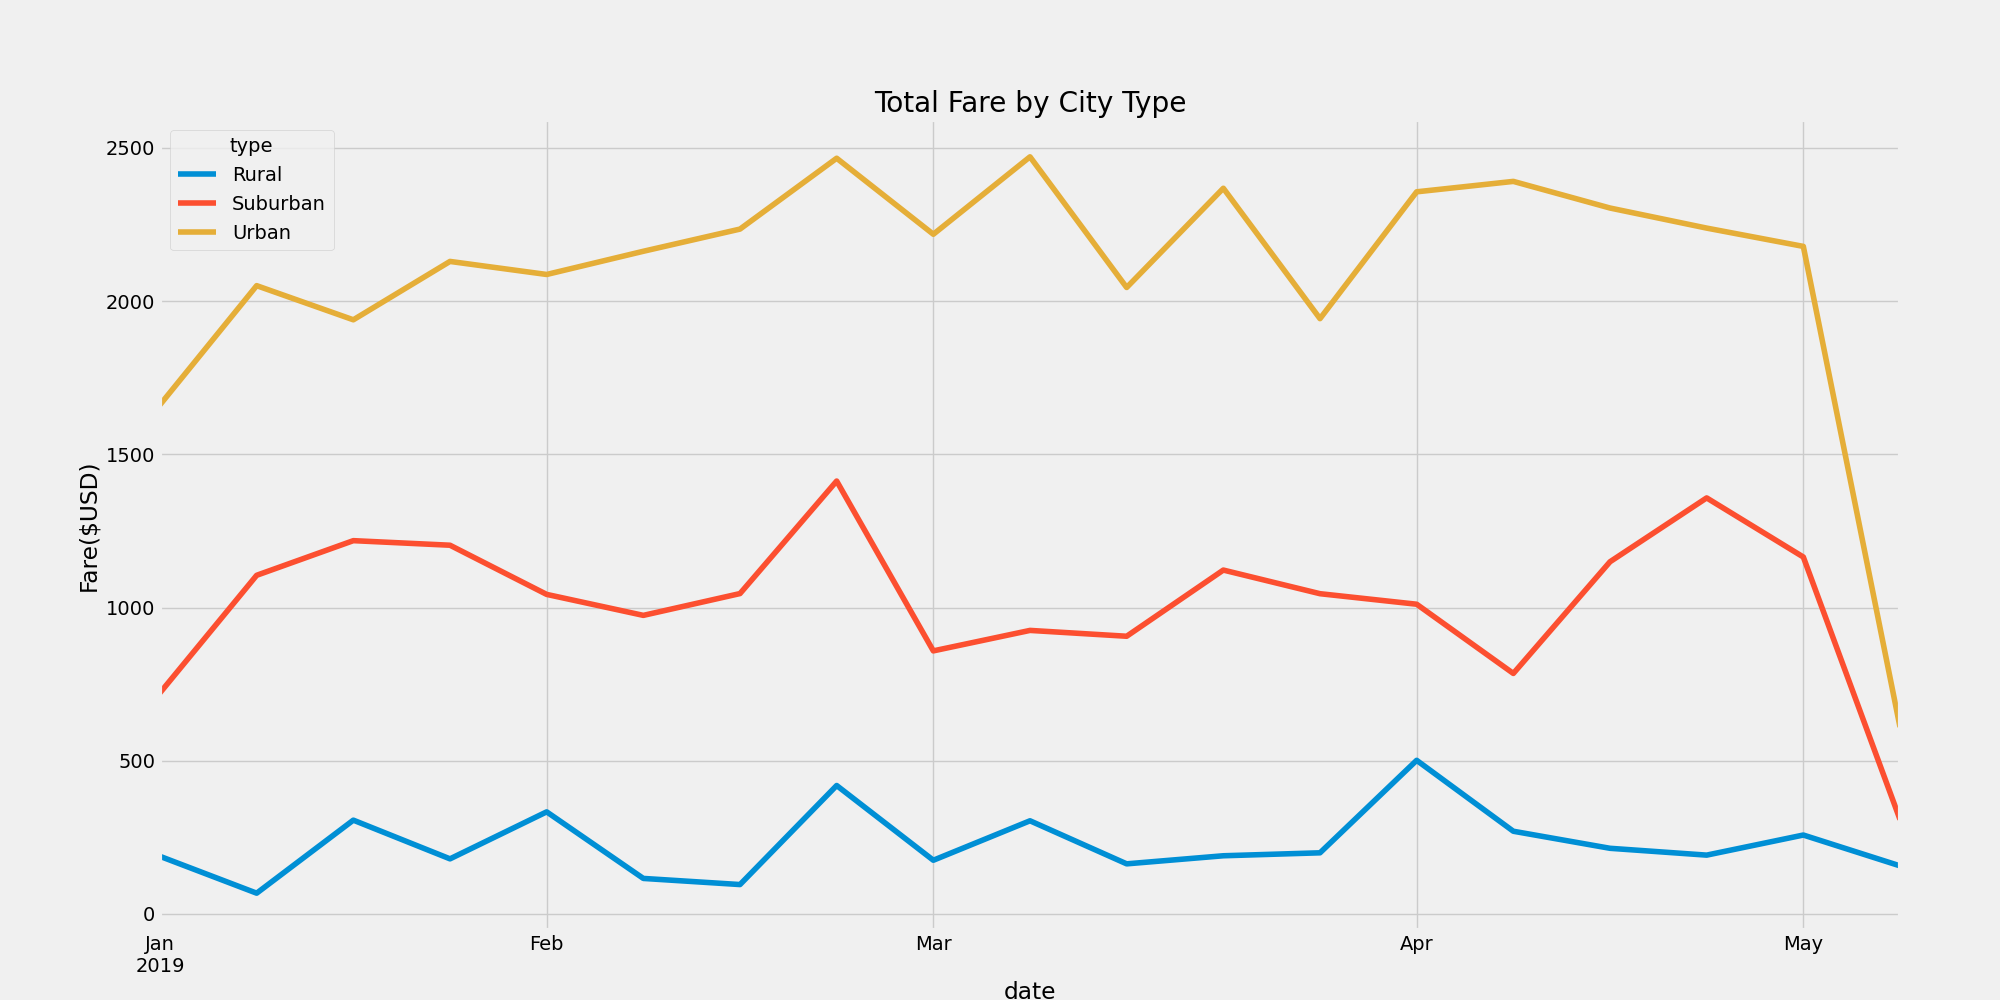 Total Fare by City Type
type
Rural
Suburban
Urban
2500
2000
1500
1000
500
0
Fare($USD)
Jan Feb Mar Apr May
2019
date